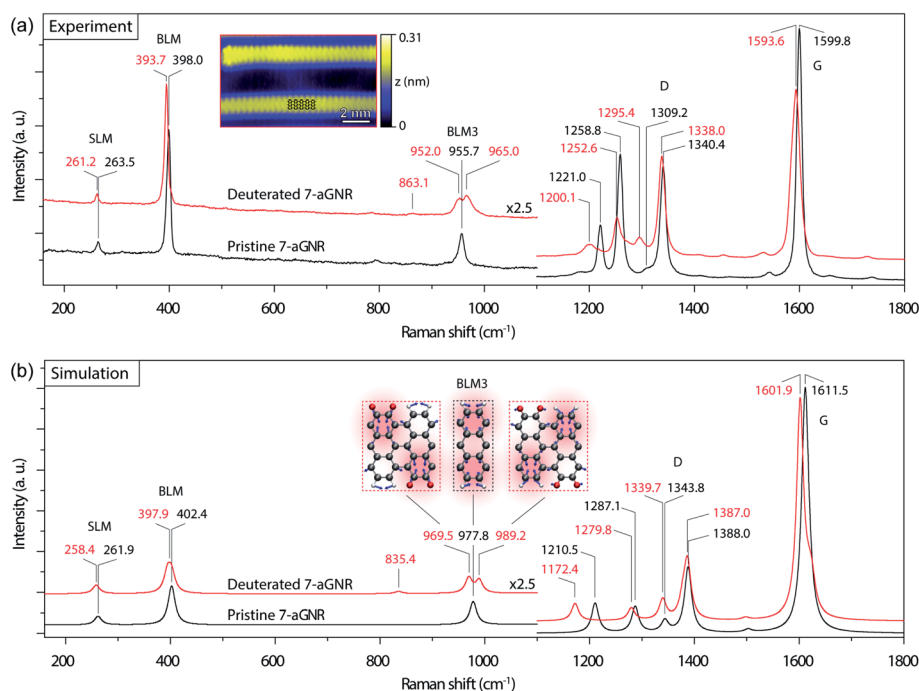 (a) Experiment
BLM
393.7 398.0
SLM
261.2 263.5
0.31
z (nm)
0
2 nm
BLM3
952.0 955.7 965.0
863.1
Deuterated 7-aGNR
x2.5
Pristine 7-aGNR
D
1295.4 1309.2
1258.8
1252.6
1338.0
1340.4
1221.0
1200.1
1593.6 1599.8
G
Intensity (a. u.)
200 400 600 800 1000 1200 1400 1600 1800
Raman shift (cm-1)
(b) Simulation
BLM3
BLM
397.9 402.4
SLM
258.4 261.9
977.8
969.5 989.2
835.4
Deuterated 7-aGNR
x2.5
Pristine 7-aGNR
D
1339.7 1343.8
1287.1
1279.8
1387.0
1388.0
1210.5
1172.4
1601.9 1611.5
G
Intensity (a. u.)
200 400 600 800 1000 1200 1400 1600 1800
Raman shift (cm-1)